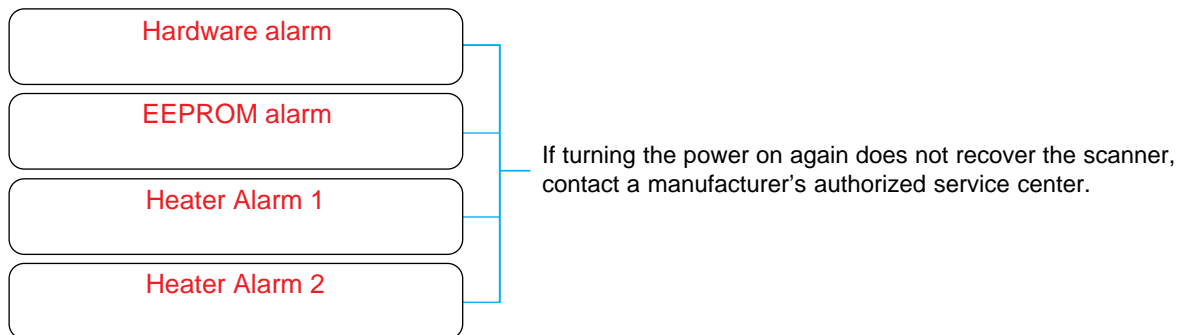 Hardware alarm
EEPROM alarm
Heater Alarm 1
Heater Alarm 2
If turning the power on again does not recover the scanner,
contact a manufacturer's authorized service center.